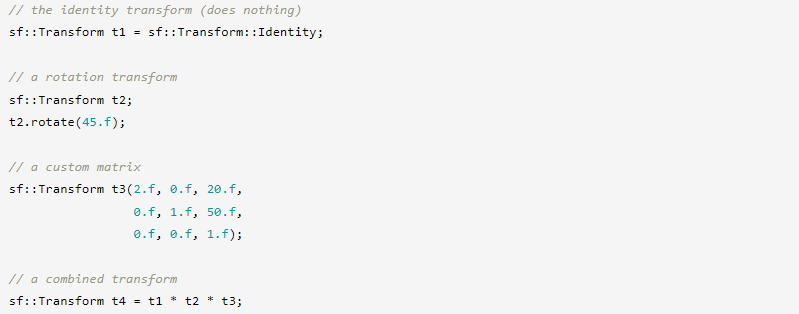 // the identity transform (does nothing)
sf::Transform t1 = sf::Transform::Identity;
// a rotation transform
sf::Transform t2;
t2.rotate(45.f);
// a custom matrix
sf::Transform t3(2.f, 0.f, 20.f,
0.f, 1.f, 50.f,
0.f, 0.f, 1.f);
// a combined transform
sf::Transform t4 = t1 * t2 * t3;